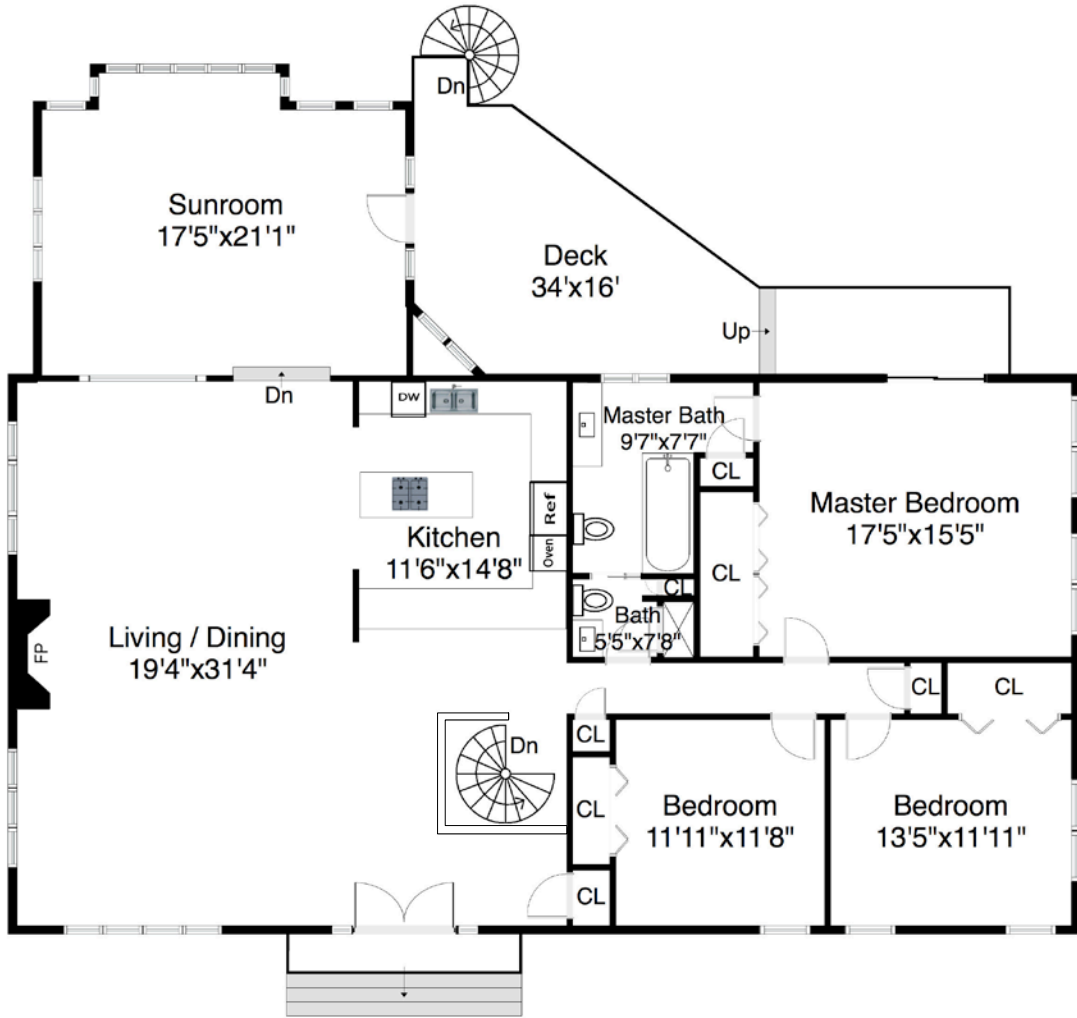 Dn
Sunroom
17'5"x21'1"
Deck
34'x16'
Up
Dn
DW
Master Bath
9'7"x7'7"
CL
Master Bedroom
17'5"x15'5"
Ref
Kitchen
11'6"x14'8"
Oven
CL
CL
Bath
5'5"x7'8"
Living / Dining
19'4"x31'4"
FP
CL
CL
CL
Dn
Bedroom
11'11"x11'8"
Bedroom
13'5"x11'11"
CL
CL